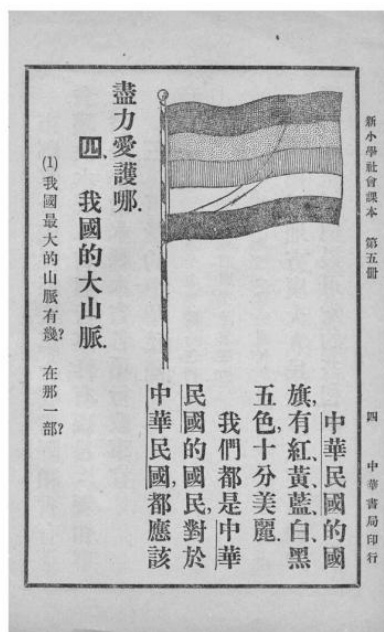 新小學社會課本 第五册
四 中華書局印行
中華民國的國
旗,有紅、黃、藍、白、黑
五色,十分美麗.
我們都是中華
民國的國民,對於
中華民國,都應該
盡力愛護哪.
四、 我國的大山脈.
(1)我國最大的山脈有幾? 在那一部?